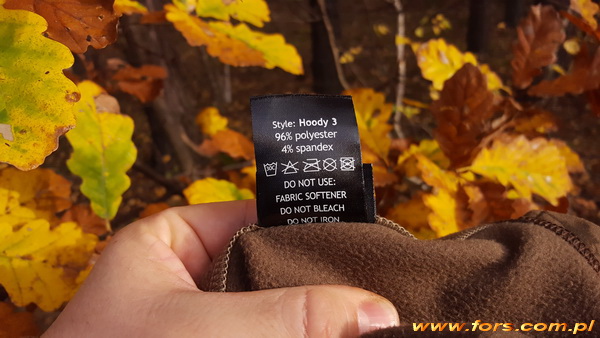 Style: Hoody 3
96% polyester
4% spandex
DO NOT USE:
FABRIC SOFTENER
DO NOT BLEACH
DO NOT IRON
www.fors.com.pl